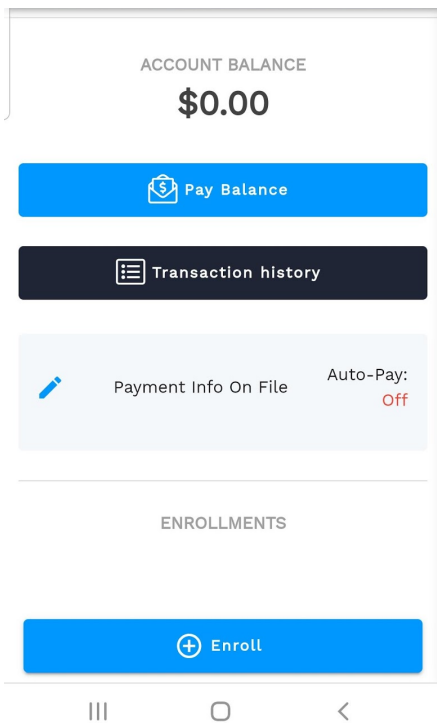 ACCOUNT BALANCE
$0.00
Pay Balance
Transaction history
Payment Info On File
Auto-Pay:
Off
ENROLLMENTS
Enroll